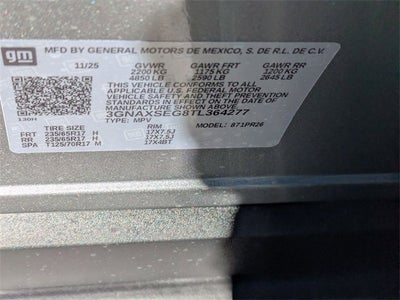 gm MFD BY GENERAL MOTORS DE MEXICO, S. DE R.L. DE C.V.
11/25 GVWR GAWR FRT GAWR RR
2200 KG 1175 KG 1200 KG
4850 LB 2590 LB 2645 LB
THIS VEHICLE CONFORMS TO ALL
APPLICABLE U.S. FEDERAL MOTOR
VEHICLE SAFETY AND THEFT PREVENTION
STANDARDS IN EFFECT ON THE DATE OF
MANUFACTURE SHOWN ABOVE.
3GNAXSEG8TL364277
TYPE: MPV MODEL: 871PR26
TIRE SIZE RIM
FRT 235/65R17 H 17X7.5J
RR 235/65R17 H 17X7.5J
SPA T125/70R17 M 17X4BT